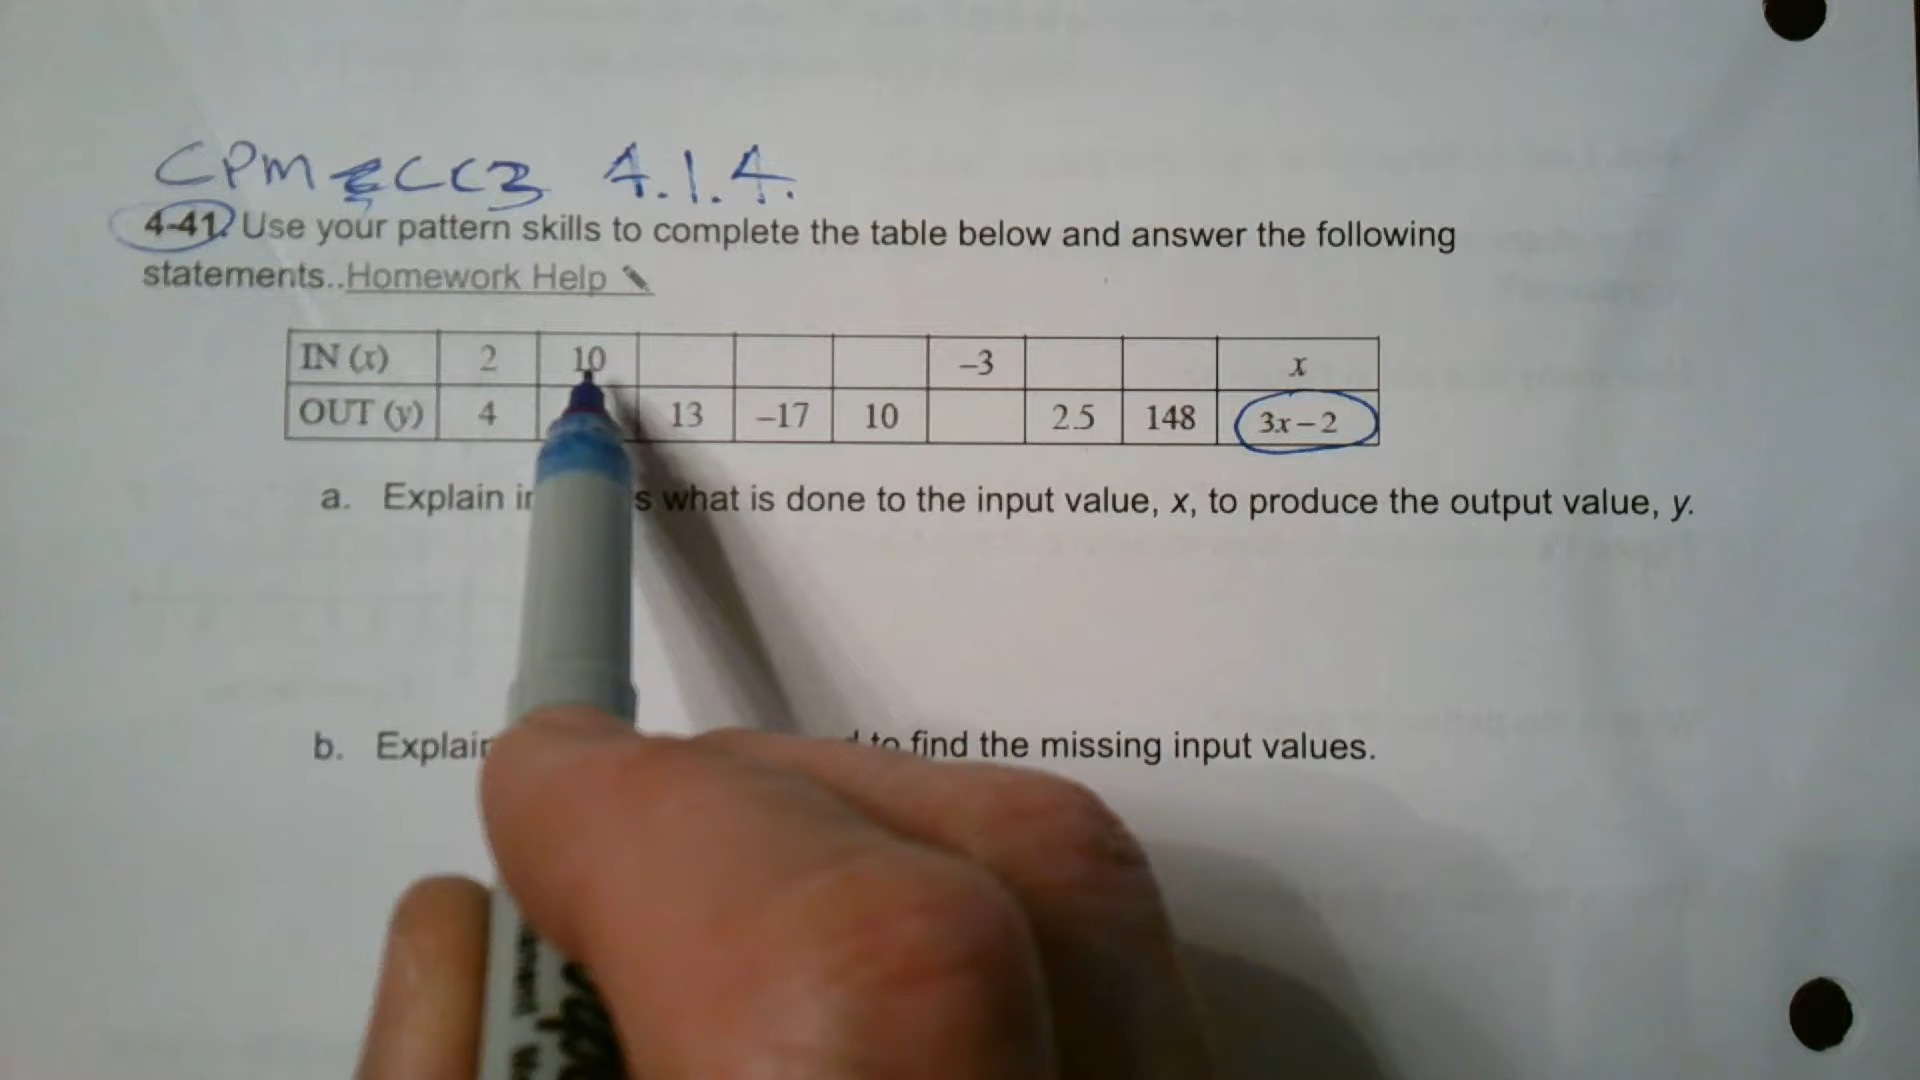 CPM CC3 4.1.4.
4-41. Use your pattern skills to complete the table below and answer the following
statements..Homework Help
IN (x) 2 10 −3 x
OUT (y) 4 13 −17 10 2.5 148 3x − 2
a. Explain what is done to the input value, x, to produce the output value, y.
b. Explain to find the missing input values.